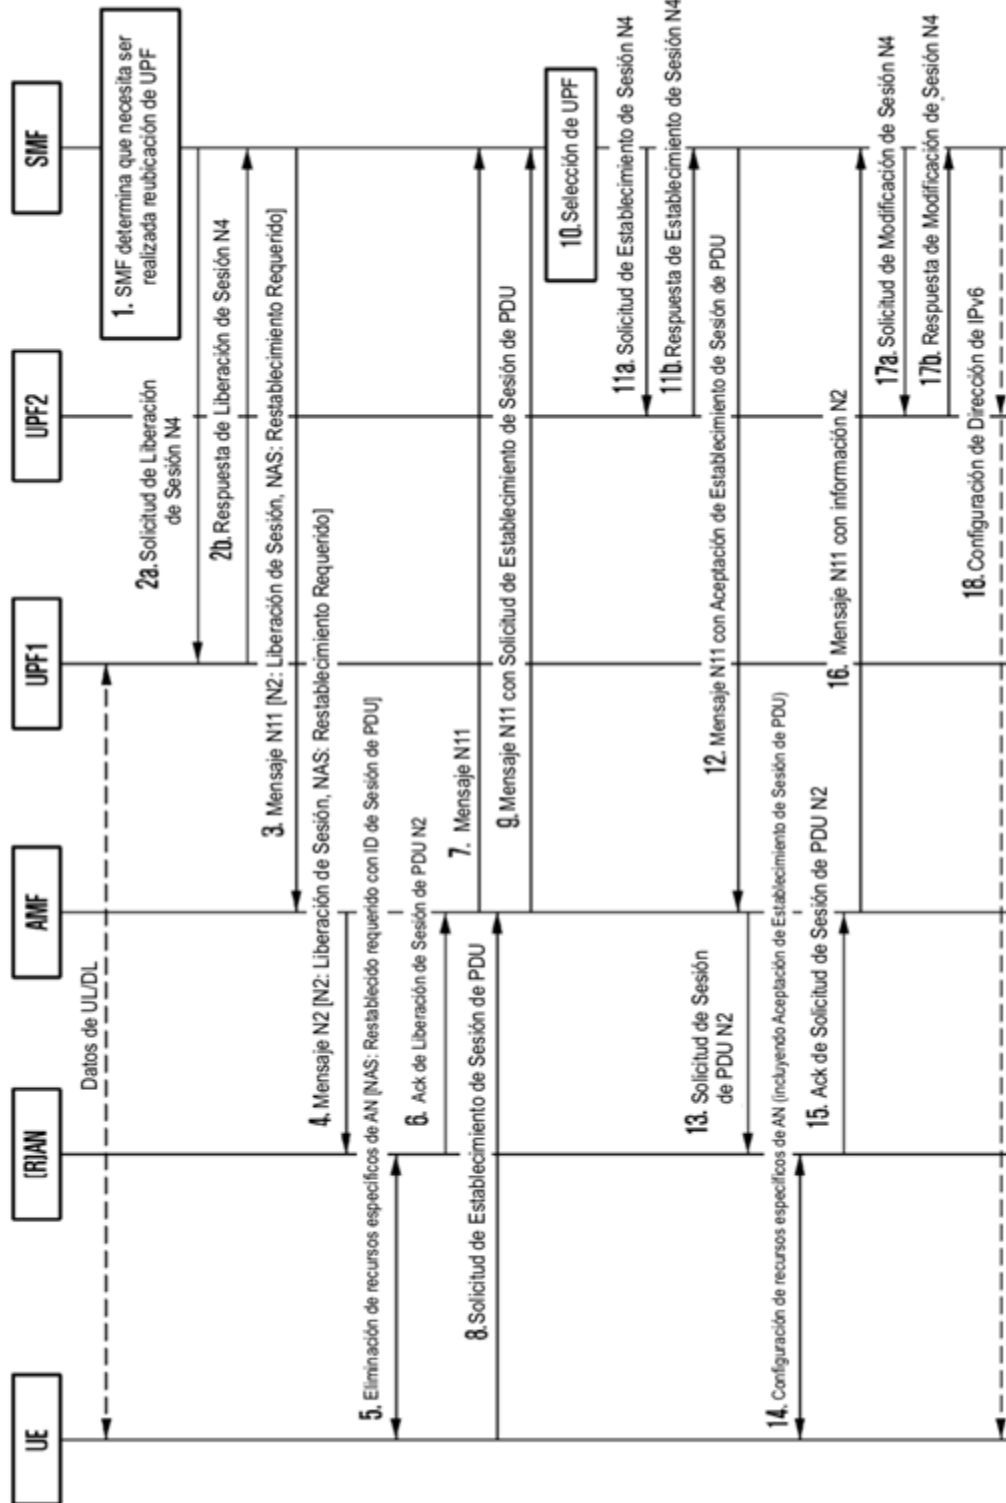 UE
[R]AN
AMF
UPF1
UPF2
SMF
Datos de UL/DL
1. SMF determina que necesita ser
realizada reubicación de UPF
2a. Solicitud de Liberación
de Sesión N4
2b. Respuesta de Liberación de Sesión N4
3. Mensaje N11 [N2: Liberación de Sesión, NAS: Restablecimiento Requerido]
4. Mensaje N2 [N2: Liberación de Sesión, NAS: Restablecimiento Requerido]
5. Eliminación de recursos específicos de AN [NAS: Restablecido requerido con ID de Sesión de PDU]
6. Ack de Liberación de Sesión de PDU N2
7. Mensaje N11
8. Solicitud de Establecimiento de Sesión de PDU
9. Mensaje N11 con Solicitud de Establecimiento de Sesión de PDU
10. Selección de UPF
11a. Solicitud de Establecimiento de Sesión N4
11b. Respuesta de Establecimiento de Sesión N4
12. Mensaje N11 con Aceptación de Establecimiento de Sesión de PDU
13. Solicitud de Sesión
de PDU N2
14. Configuración de recursos específicos de AN (incluyendo Aceptación de Establecimiento de Sesión de PDU)
15. Ack de Solicitud de Sesión de PDU N2
16. Mensaje N11 con información N2
17a. Solicitud de Modificación de Sesión N4
17b. Respuesta de Modificación de Sesión N4
18. Configuración de Dirección de IPv6